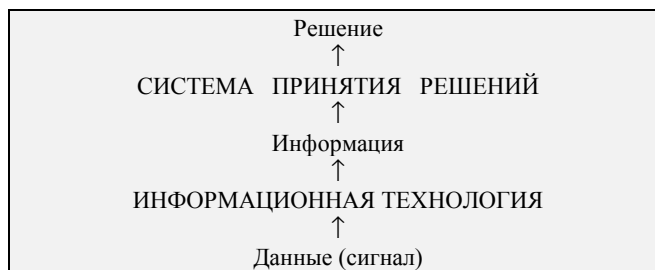 Решение
↑
СИСТЕМА ПРИНЯТИЯ РЕШЕНИЙ
↑
Информация
↑
ИНФОРМАЦИОННАЯ ТЕХНОЛОГИЯ
↑
Данные (сигнал)